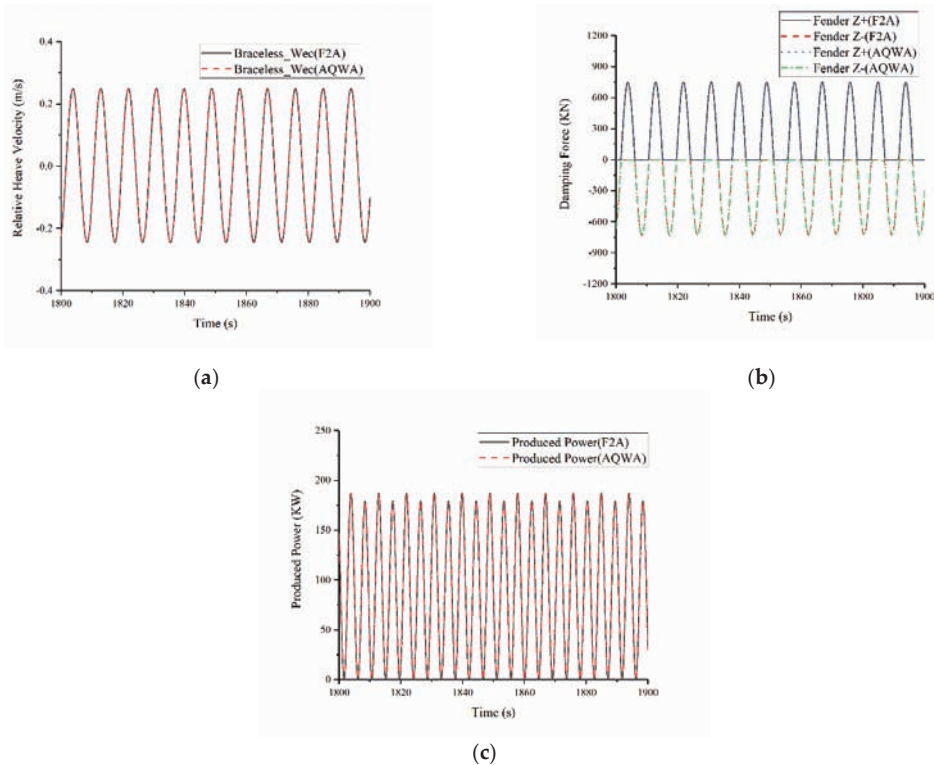 Braceless_Wec(F2A)
Braceless_Wec(AQWA)
Relative Heave Velocity (m/s)
0.4
0.2
0.0
-0.2
-0.4
1800 1820 1840 1860 1880 1900
Time (s)
(a)
Fender Z+(F2A)
Fender Z-(F2A)
Fender Z+(AQWA)
Fender Z-(AQWA)
Damping Force (KN)
1200
900
600
300
0
-300
-600
-900
-1200
1800 1820 1840 1860 1880 1900
Time (s)
(b)
Produced Power(F2A)
Produced Power(AQWA)
Produced Power (KW)
250
200
150
100
50
0
1800 1820 1840 1860 1880 1900
Time (s)
(c)